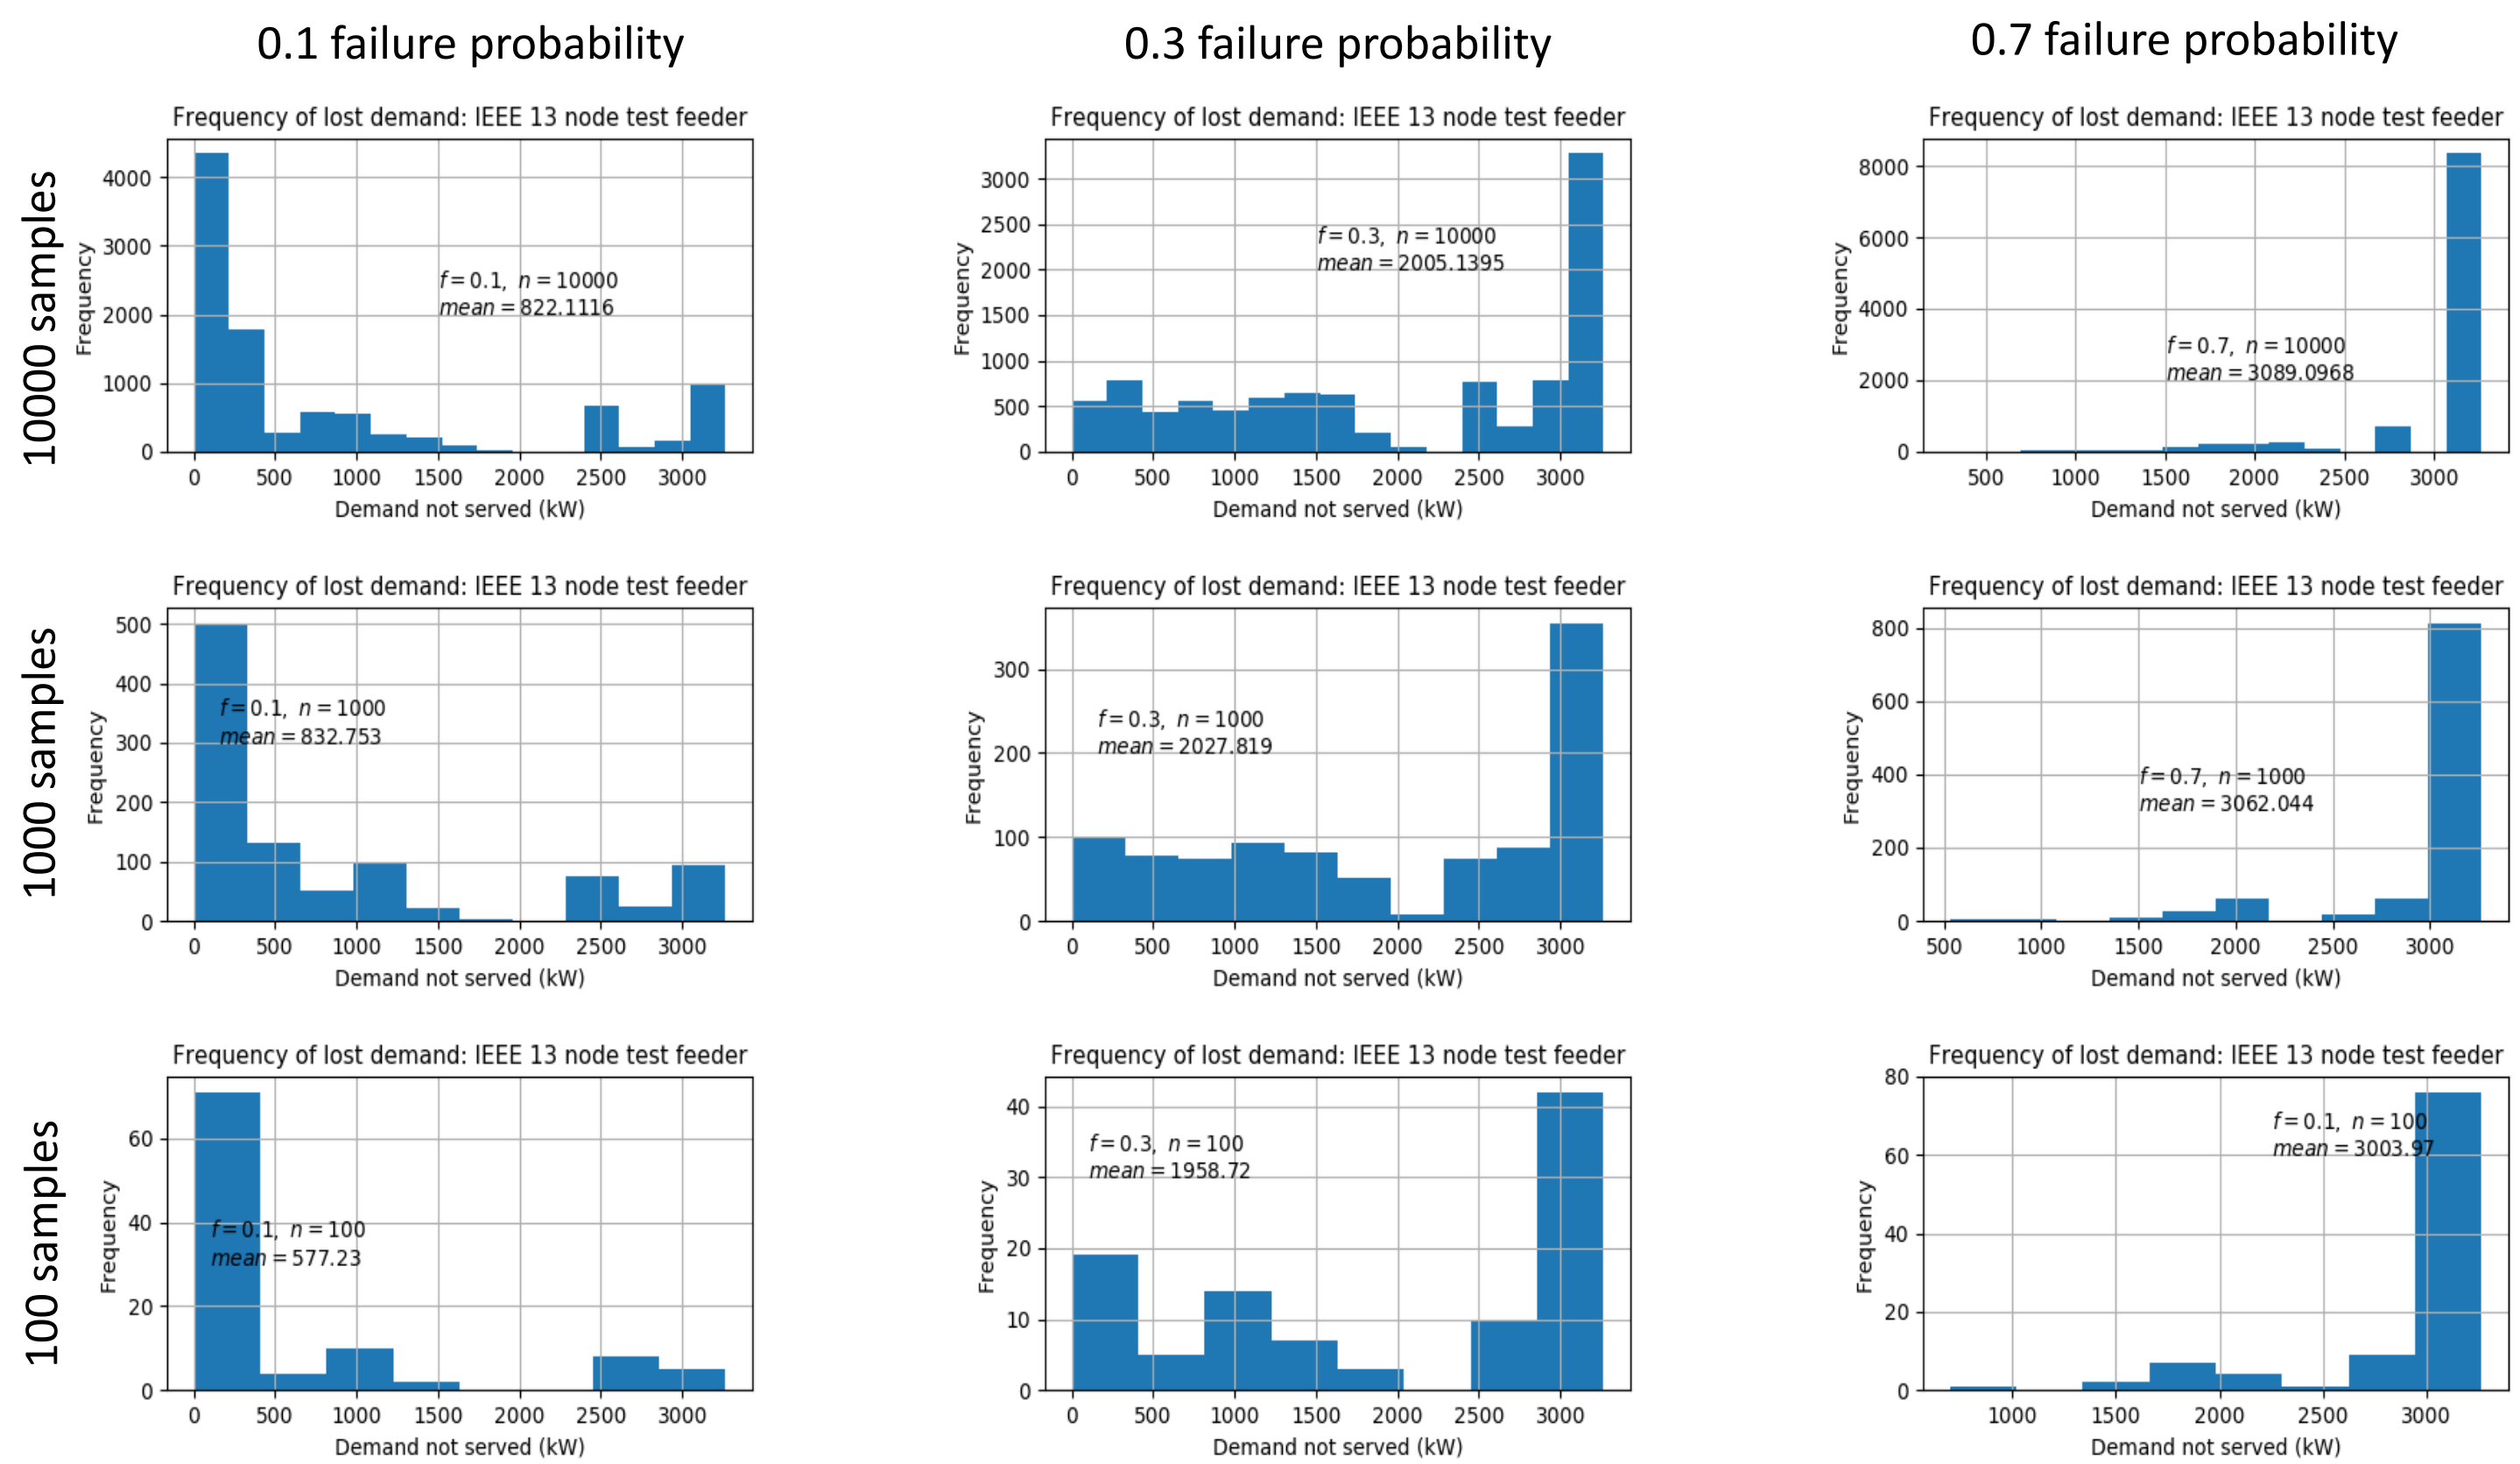 0.1 failure probability
0.3 failure probability
0.7 failure probability
10000 samples
Frequency of lost demand: IEEE 13 node test feeder
Frequency
4000
3000
2000
1000
0
f = 0.1, n = 10000
mean = 822.1116
0 500 1000 1500 2000 2500 3000
Demand not served (kW)
Frequency of lost demand: IEEE 13 node test feeder
Frequency
3000
2500
2000
1500
1000
500
0
f = 0.3, n = 10000
mean = 2005.1395
0 500 1000 1500 2000 2500 3000
Demand not served (kW)
Frequency of lost demand: IEEE 13 node test feeder
Frequency
8000
6000
4000
2000
0
f = 0.7, n = 10000
mean = 3089.0968
500 1000 1500 2000 2500 3000
Demand not served (kW)
1000 samples
Frequency of lost demand: IEEE 13 node test feeder
Frequency
500
400
300
200
100
0
f = 0.1, n = 1000
mean = 832.753
0 500 1000 1500 2000 2500 3000
Demand not served (kW)
Frequency of lost demand: IEEE 13 node test feeder
Frequency
300
200
100
0
f = 0.3, n = 1000
mean = 2027.819
0 500 1000 1500 2000 2500 3000
Demand not served (kW)
Frequency of lost demand: IEEE 13 node test feeder
Frequency
800
600
400
200
0
f = 0.7, n = 1000
mean = 3062.044
500 1000 1500 2000 2500 3000
Demand not served (kW)
100 samples
Frequency of lost demand: IEEE 13 node test feeder
Frequency
60
40
20
0
f = 0.1, n = 100
mean = 577.23
0 500 1000 1500 2000 2500 3000
Demand not served (kW)
Frequency of lost demand: IEEE 13 node test feeder
Frequency
40
30
20
10
0
f = 0.3, n = 100
mean = 1958.72
0 500 1000 1500 2000 2500 3000
Demand not served (kW)
Frequency of lost demand: IEEE 13 node test feeder
Frequency
80
60
40
20
0
f = 0.1, n = 100
mean = 3003.97
1000 1500 2000 2500 3000
Demand not served (kW)